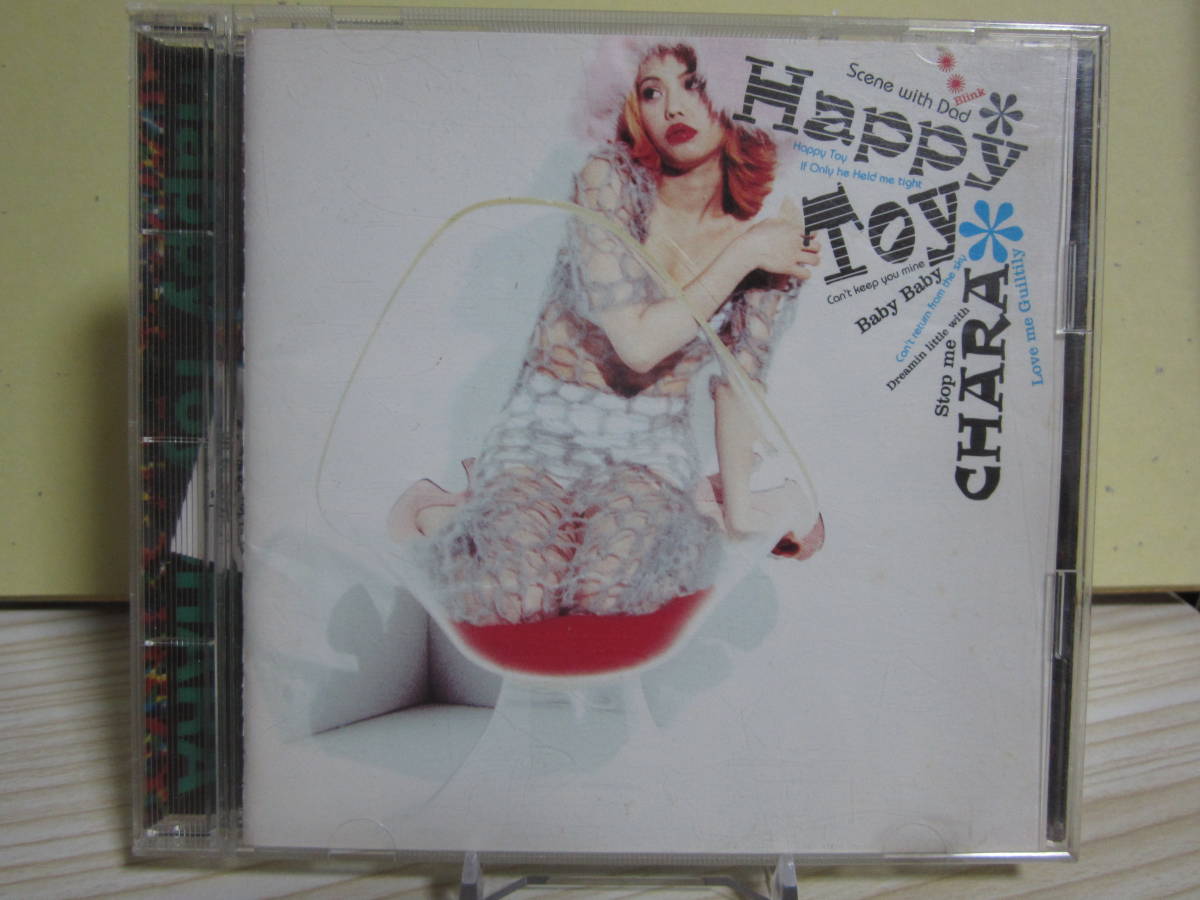 Scene with Dad
Blink
Happy
Happy Toy
If Only he Held me tight
Toy
Can't keep you mine
Baby Baby
Can't return from the sky
Dreamin little with
Stop me with
CHARA
Love me Guiltily